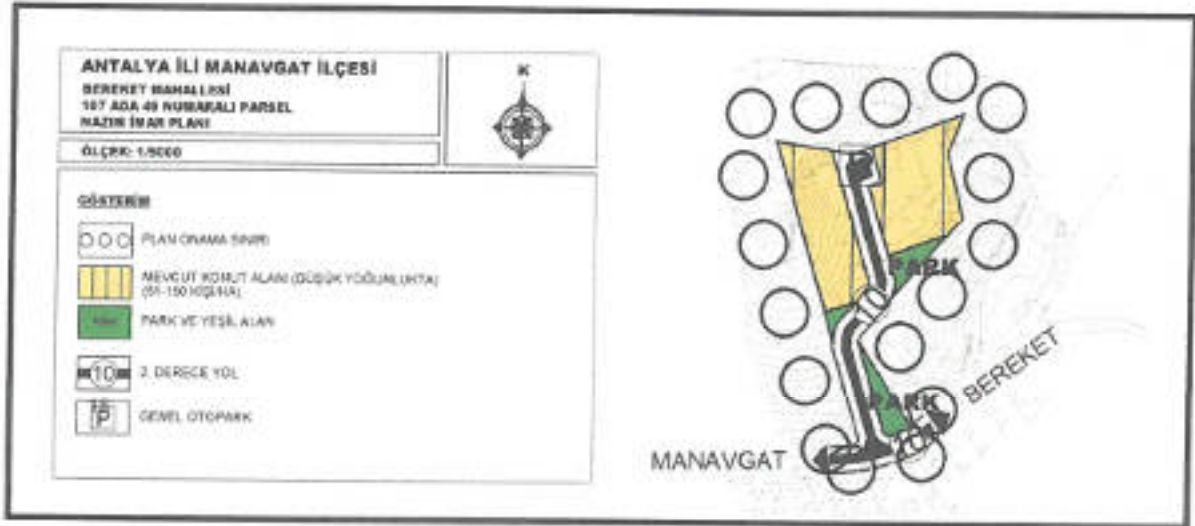 ANTALYA İLİ MANAVGAT İLÇESİ
BEREKET MAHALLESİ
107 ADA 49 NUMARALI PARSEL
NAZIM İMAR PLANI
ÖLÇEK: 1/5000
K
GÖSTERİM
PLAN ONAMA SINIRI
MEVCUT KONUT ALANI (DÜŞÜK YOĞUNLUKTA)
(51-150 KİŞİ/HA)
PARK VE YEŞİL ALAN
10
2. DERECE YOL
P
GENEL OTOPARK
PARK
PARK
BEREKET
MANAVGAT